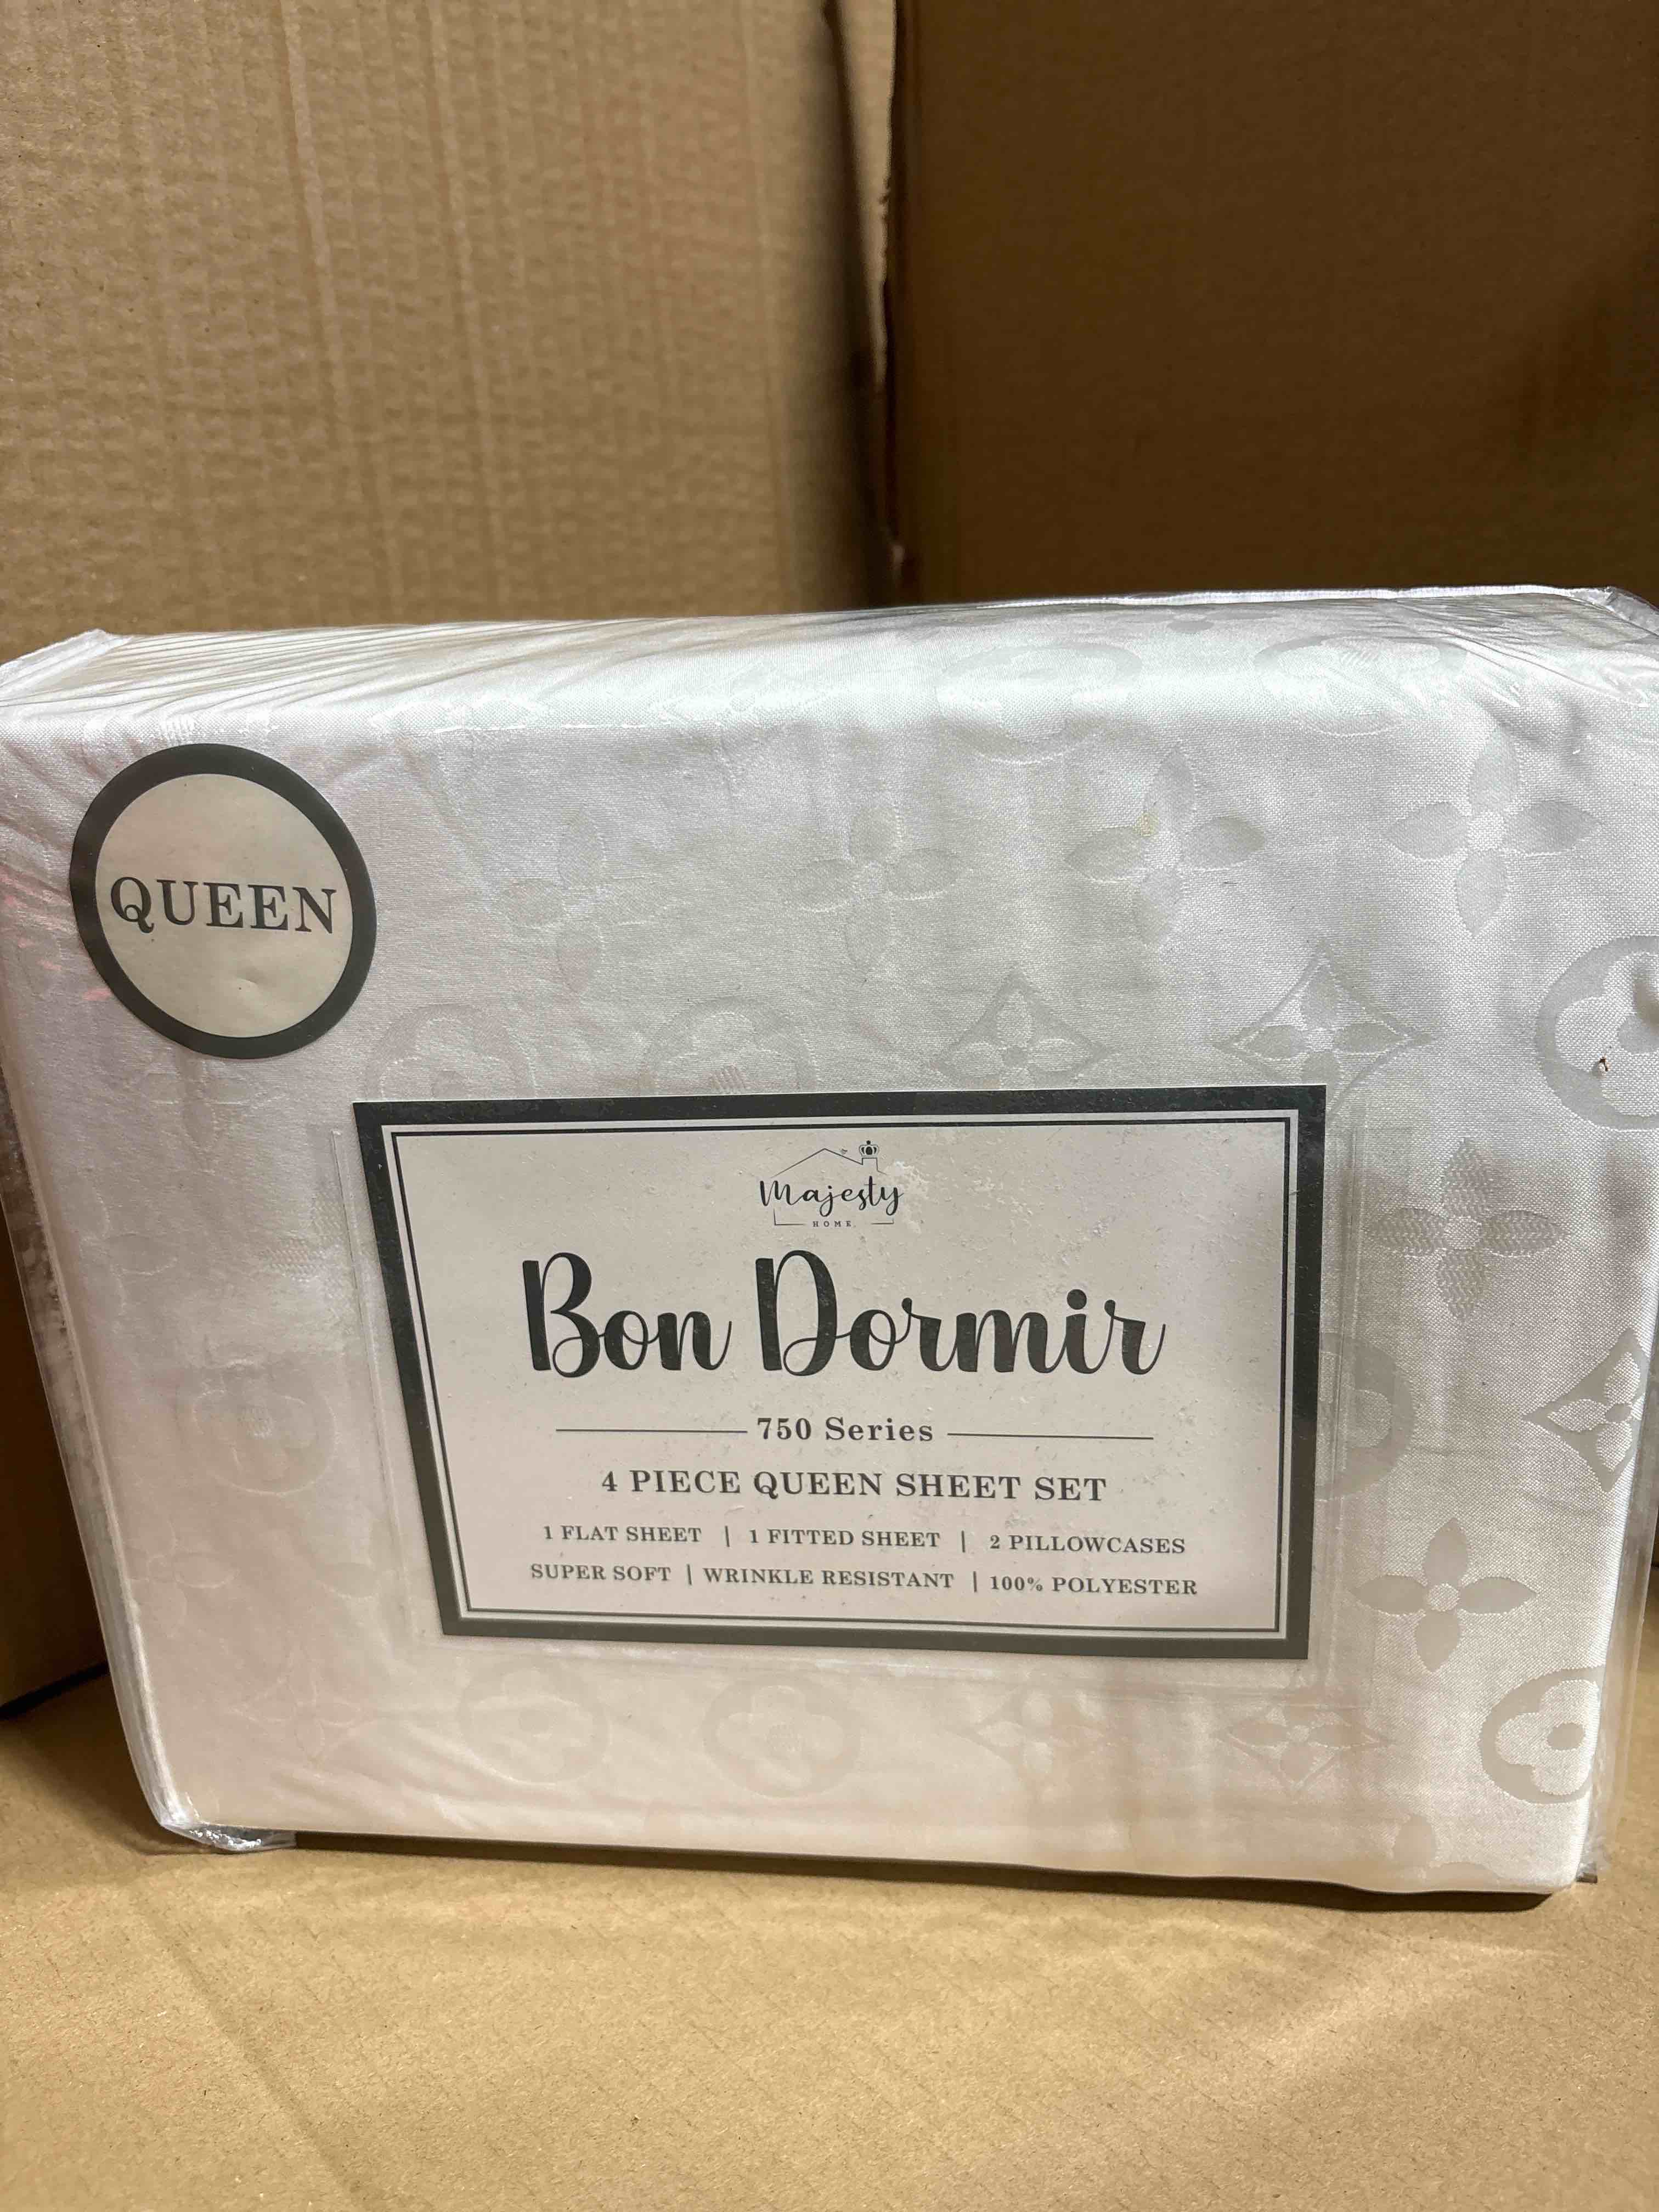 QUEEN
Majesty
HOME
Bon Dormir
750 Series
4 PIECE QUEEN SHEET SET
1 FLAT SHEET | 1 FITTED SHEET | 2 PILLOWCASES
SUPER SOFT | WRINKLE RESISTANT | 100% POLYESTER